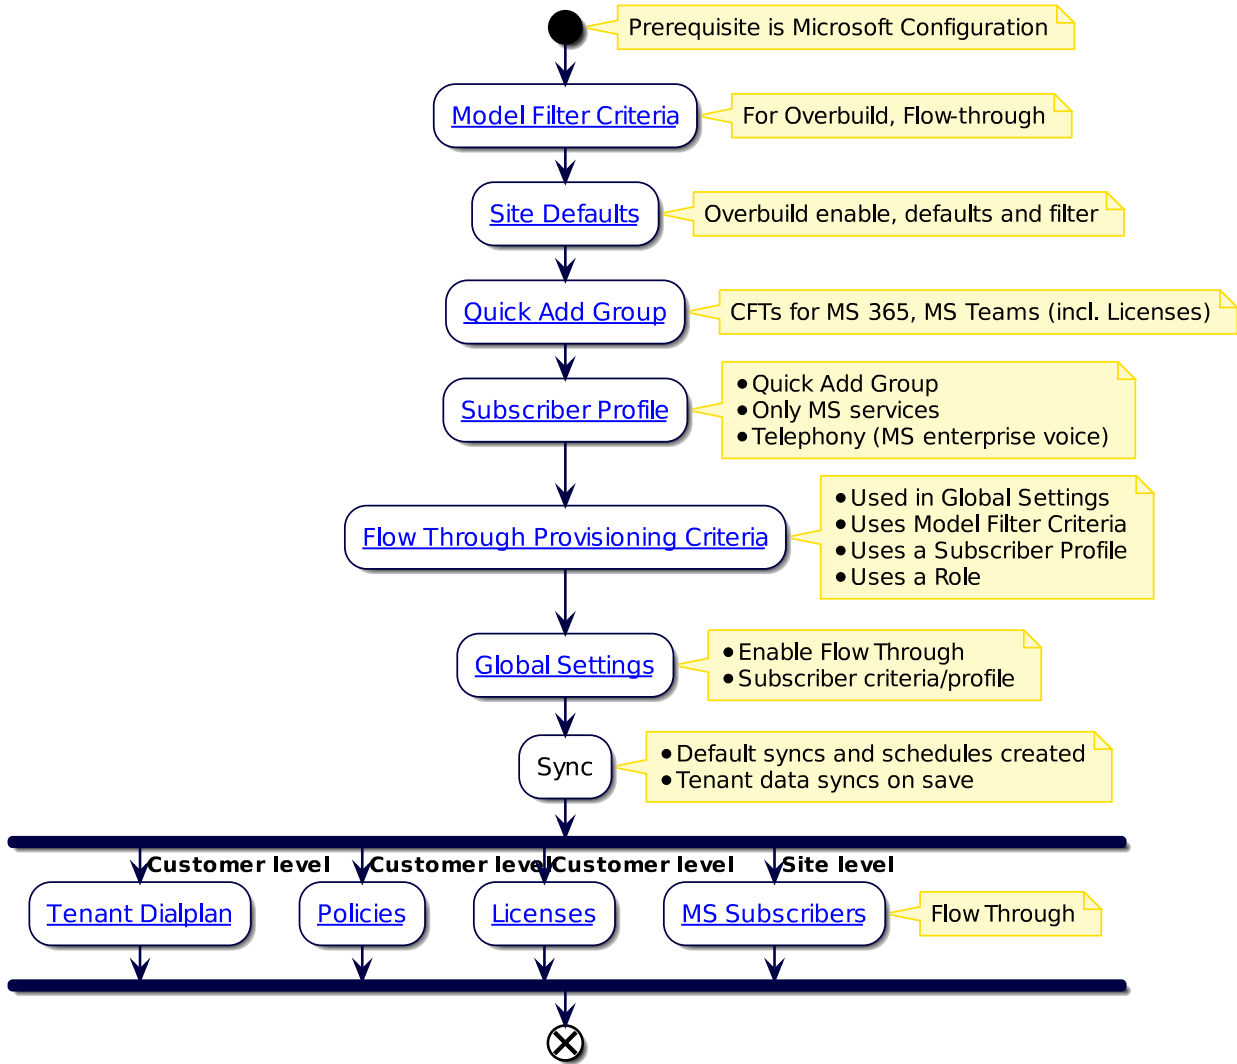 Prerequisite is Microsoft Configuration
Model Filter Criteria
For Overbuild, Flow-through
Site Defaults
Overbuild enable, defaults and filter
Quick Add Group
CFTs for MS 365, MS Teams (incl. Licenses)
Subscriber Profile
• Quick Add Group
• Only MS services
• Telephony (MS enterprise voice)
Flow Through Provisioning Criteria
• Used in Global Settings
• Uses Model Filter Criteria
• Uses a Subscriber Profile
• Uses a Role
Global Settings
• Enable Flow Through
• Subscriber criteria/profile
Sync
• Default syncs and schedules created
• Tenant data syncs on save
Customer level
Customer level
Customer level
Site level
Tenant Dialplan
Policies
Licenses
MS Subscribers
Flow Through